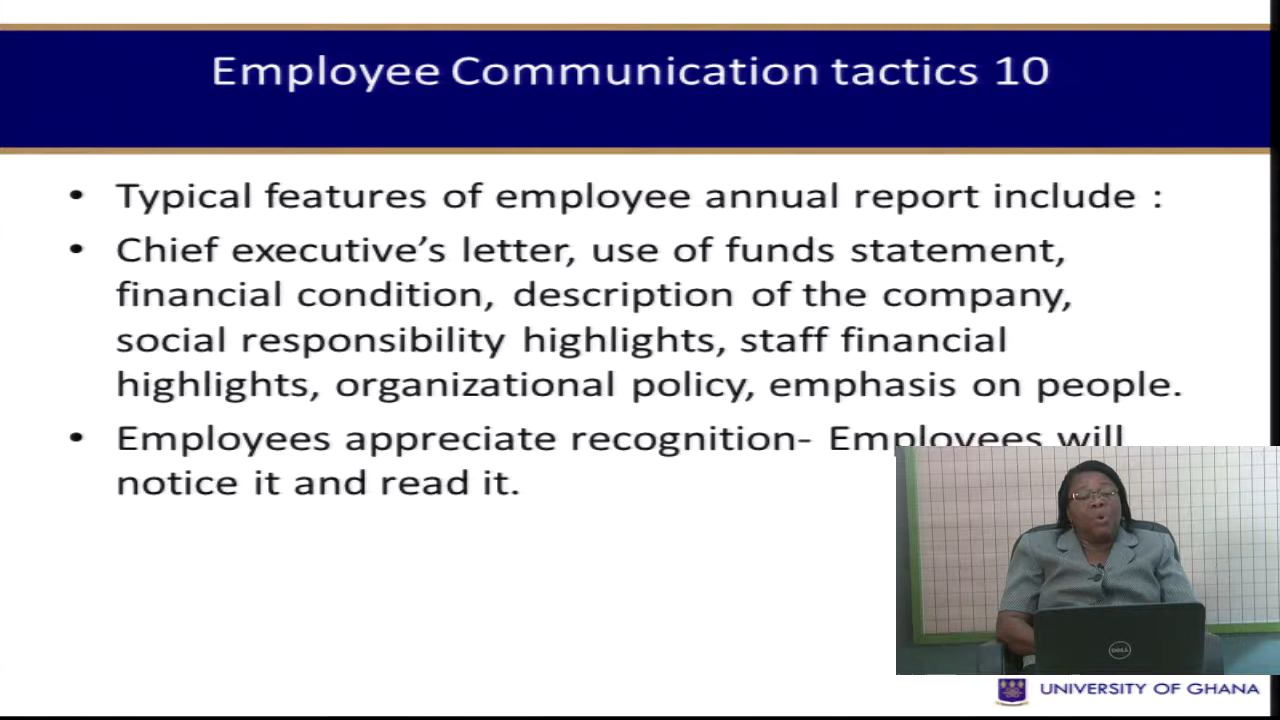 Employee Communication tactics 10
• Typical features of employee annual report include :
• Chief executive’s letter, use of funds statement,
financial condition, description of the company,
social responsibility highlights, staff financial
highlights, organizational policy, emphasis on people.
• Employees appreciate recognition- Employees will
notice it and read it.
DELL
UNIVERSITY OF GHANA